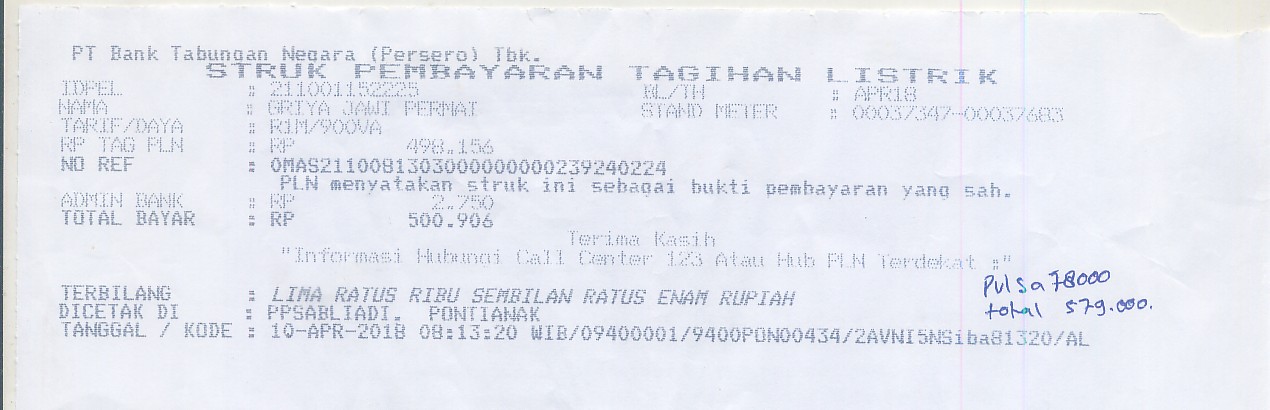 PT Bank Tabungan Negara (Persero) Tbk.
STRUK PEMBAYARAN TAGIHAN LISTRIK
IDPEL : 211001152225 BL/TH : APR18
NAMA : GRIYA JAWI PERMAI STAND METER : 00037347-00037683
TARIF/DAYA : R1M/900VA
RP TAG PLN : RP 498.156
NO REF : 0MAS21100813030000000000239240224
PLN menyatakan struk ini sebagai bukti pembayaran yang sah.
ADMIN BANK : RP 2.750
TOTAL BAYAR : RP 500.906
Terima Kasih
"Informasi Hubungi Call Center 123 Atau Hub PLN Terdekat :"
Pulsa 78000
total 579.000.
TERBILANG : LIMA RATUS RIBU SEMBILAN RATUS ENAM RUPIAH
DICETAK DI : PPSABLIADI. PONTIANAK
TANGGAL / KODE : 10-APR-2018 08:13:20 WIB/09400001/9400PON00434/2AVNI5NSiba81320/AL